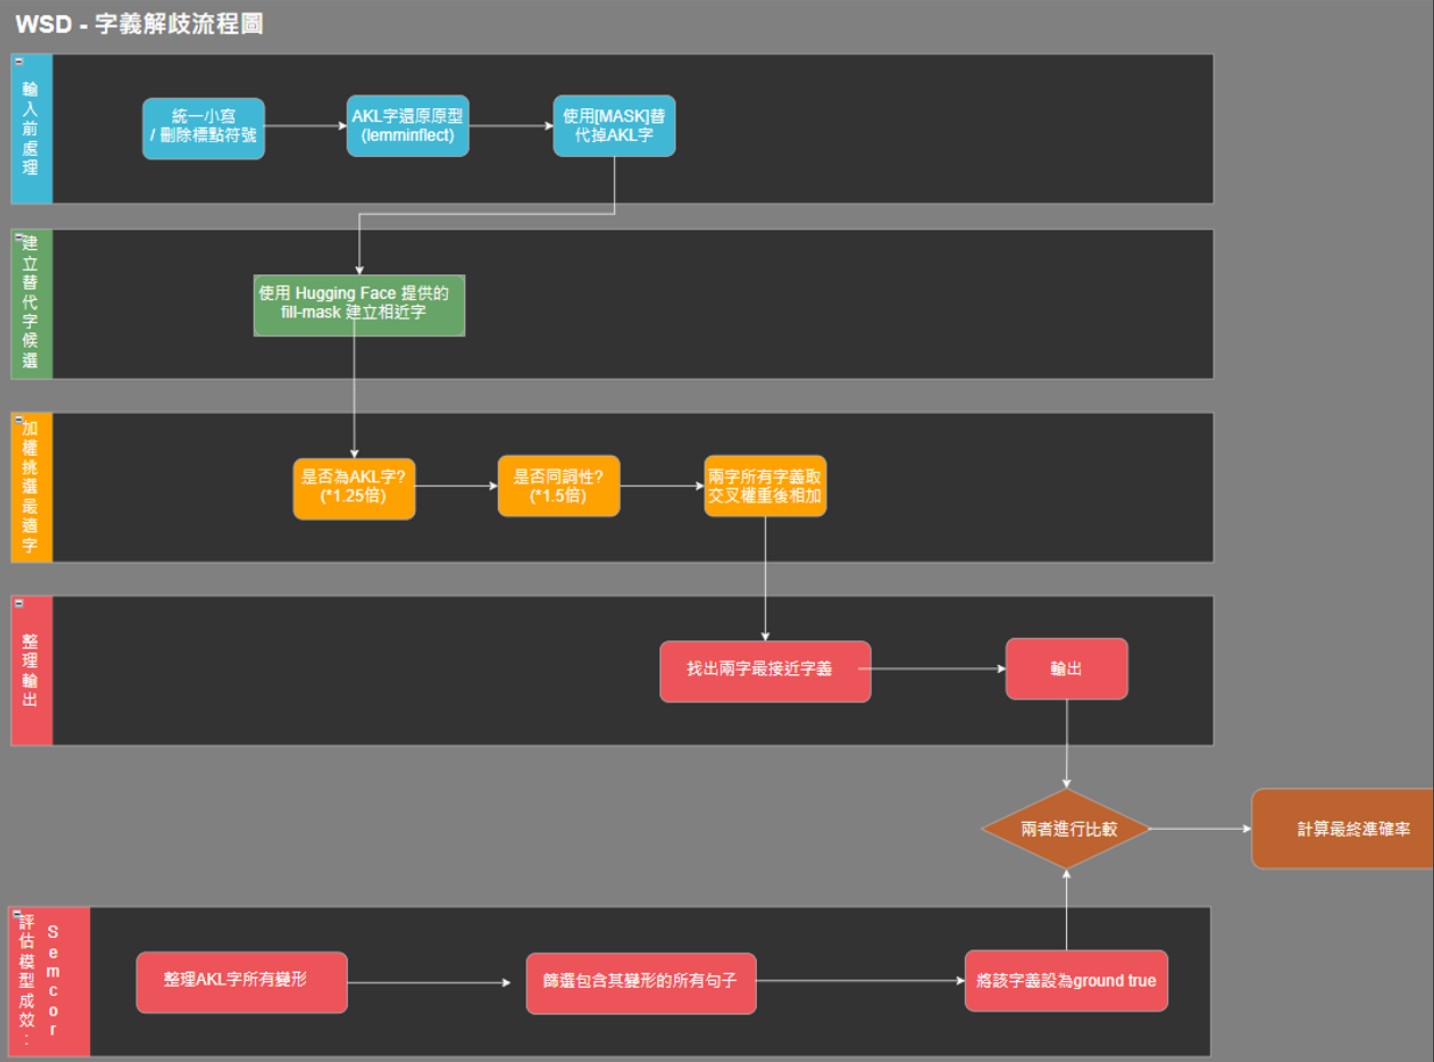 WSD - 字義解歧流程圖
輸入前處理
統一小寫
/ 刪除標點符號
AKL字還原原型
(lemminflect)
使用[MASK]替
代掉AKL字
建立替代字候選
使用 Hugging Face 提供的
fill-mask 建立相近字
加權挑選最適字
是否為AKL字?
(*1.25倍)
是否同詞性?
(*1.5倍)
兩字所有字義取
交叉權重後相加
整理輸出
找出兩字最接近字義
輸出
兩者進行比較
計算最終準確率
評估模型成效:
Semcor
整理AKL字所有變形
篩選包含其變形的所有句子
將該字義設為ground true